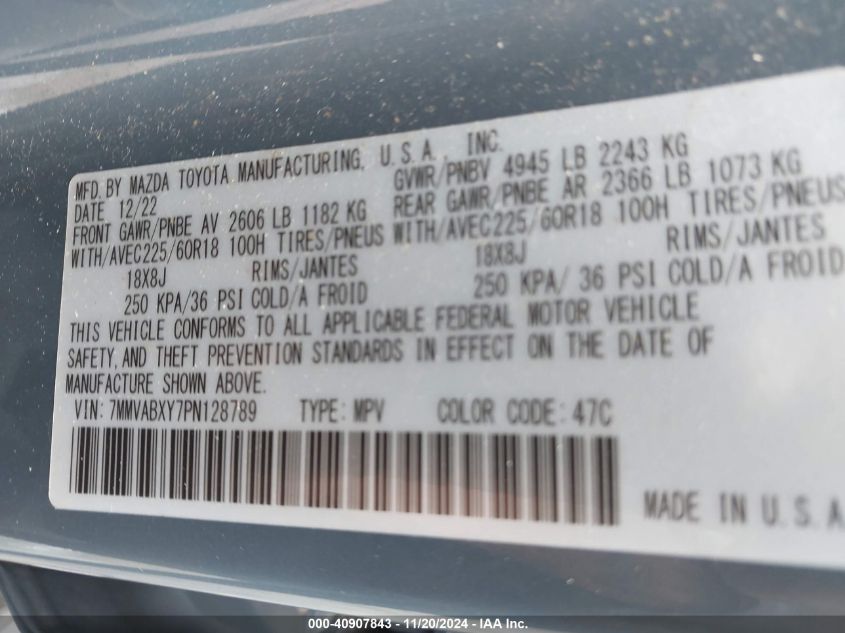 MFD. BY MAZDA TOYOTA MANUFACTURING, U.S.A., INC.
DATE 12/22 GVWR/PNBV 4945 LB 2243 KG
FRONT GAWR/PNBE AV 2606 LB 1182 KG REAR GAWR/PNBE AR 2366 LB 1073 KG
WITH/AVEC225/60R18 100H TIRES/PNEUS WITH/AVEC225/60R18 100H TIRES/PNEUS
18X8J RIMS/JANTES 18X8J RIMS/JANTES
250 KPA/36 PSI COLD/A FROID 250 KPA/ 36 PSI COLD/A FROID
THIS VEHICLE CONFORMS TO ALL APPLICABLE FEDERAL MOTOR VEHICLE
SAFETY, AND THEFT PREVENTION STANDARDS IN EFFECT ON THE DATE OF
MANUFACTURE SHOWN ABOVE.
VIN: 7MMVABXY7PN128789 TYPE: MPV COLOR CODE: 47C
MADE IN U.S.A
000-40907843 - 11/20/2024 - IAA Inc.